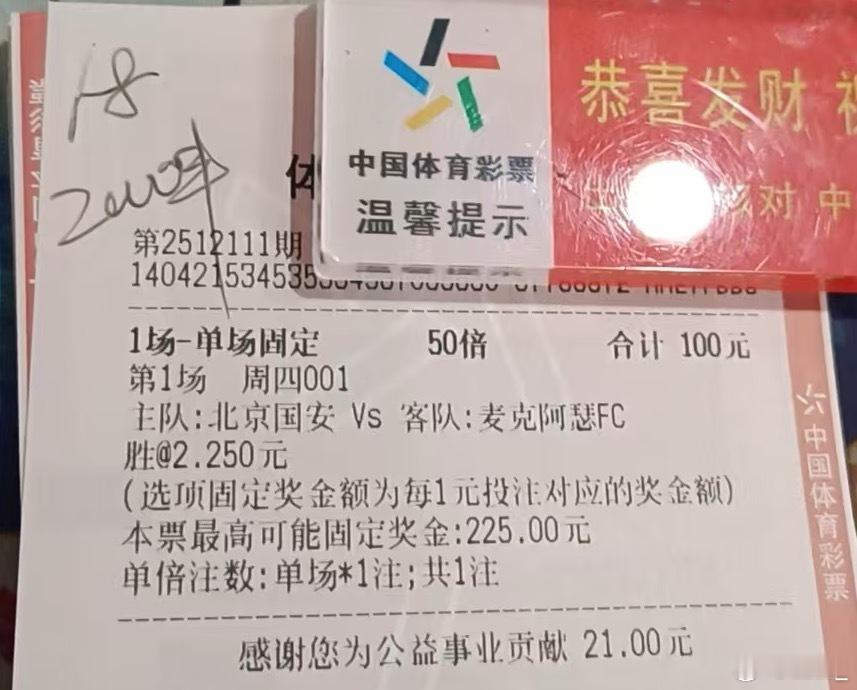 18
恭喜发财
中国体育彩票
温馨提示
体
核对 中
第2512111期
1场-单场固定 50倍 合计 100元
第1场 周四001
主队:北京国安 Vs 客队:麦克阿瑟FC
胜@2.250元
(选项固定奖金额为每1元投注对应的奖金额)
本票最高可能固定奖金:225.00元
单倍注数:单场*1注;共1注
感谢您为公益事业贡献 21.00元
中国体育彩票